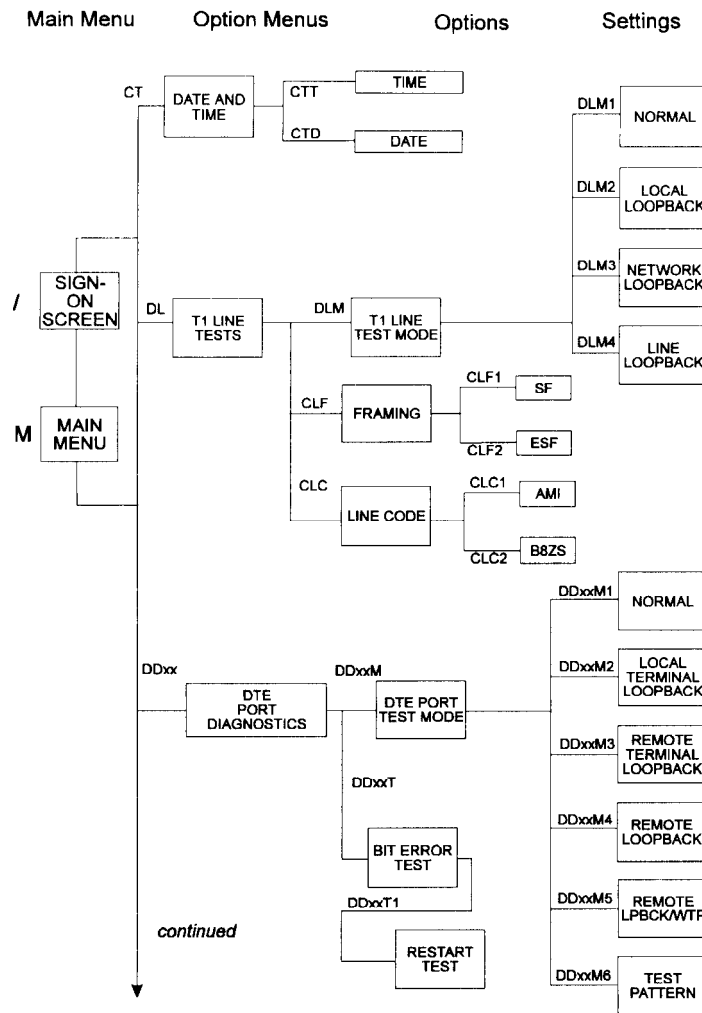 Main Menu Option Menus Options Settings
CT
DATE AND
TIME
CTT
TIME
CTD
DATE
DLM1
NORMAL
DLM2
LOCAL
LOOPBACK
DLM3
NETWORK
LOOPBACK
DLM4
LINE
LOOPBACK
/
SIGN-
ON
SCREEN
DL
T1 LINE
TESTS
DLM
T1 LINE
TEST MODE
CLF
FRAMING
CLF1
SF
CLF2
ESF
M
MAIN
MENU
CLC
LINE CODE
CLC1
AMI
CLC2
B8ZS
DDxx
DTE
PORT
DIAGNOSTICS
DDxxM
DTE PORT
TEST MODE
DDxxM1
NORMAL
DDxxM2
LOCAL
TERMINAL
LOOPBACK
DDxxM3
REMOTE
TERMINAL
LOOPBACK
DDxxM4
REMOTE
LOOPBACK
DDxxM5
REMOTE
LPBCK/WTP
DDxxM6
TEST
PATTERN
DDxxT
BIT ERROR
TEST
DDxxT1
RESTART
TEST
continued